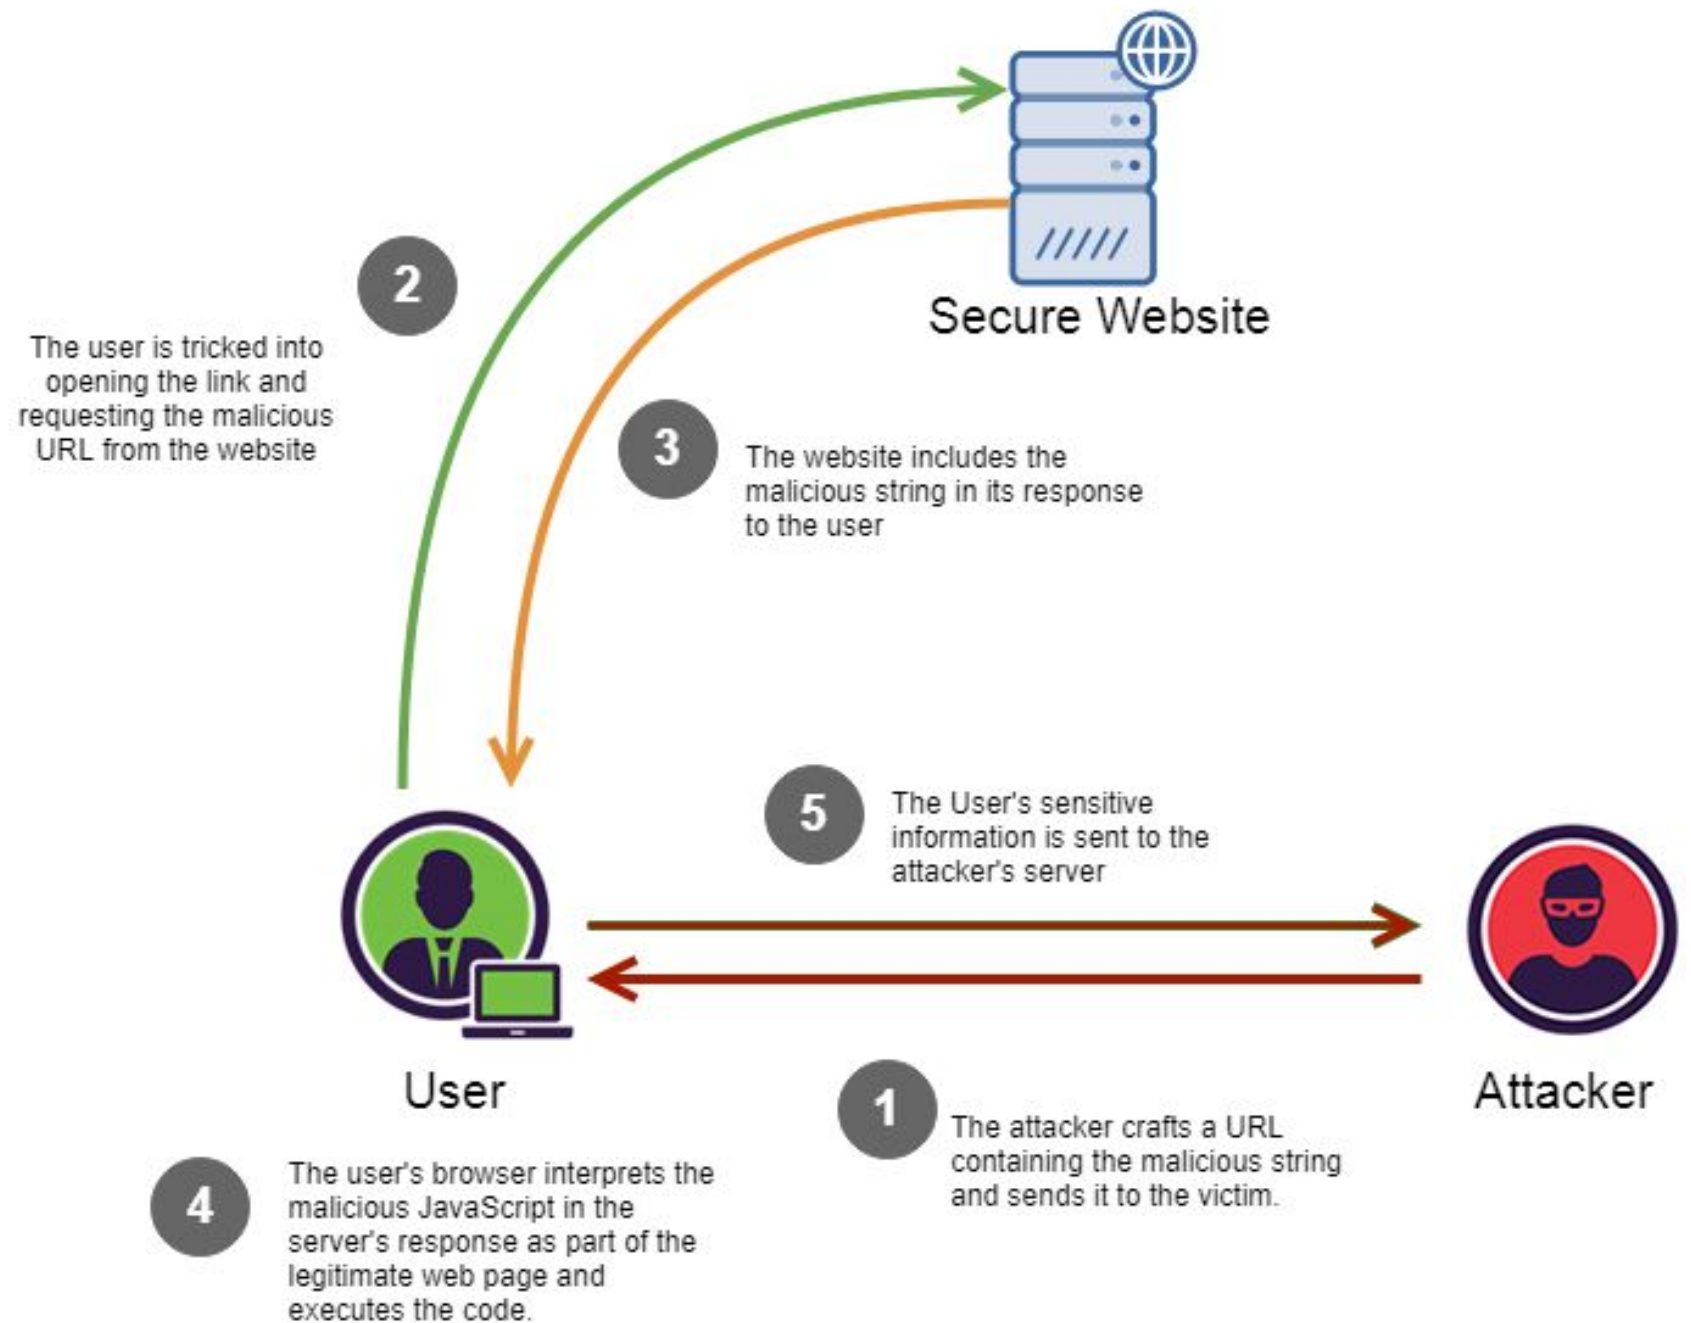 Secure Website
2
The user is tricked into
opening the link and
requesting the malicious
URL from the website
3
The website includes the
malicious string in its response
to the user
5
The User's sensitive
information is sent to the
attacker's server
User
Attacker
1
The attacker crafts a URL
containing the malicious string
and sends it to the victim.
4
The user's browser interprets the
malicious JavaScript in the
server's response as part of the
legitimate web page and
executes the code.